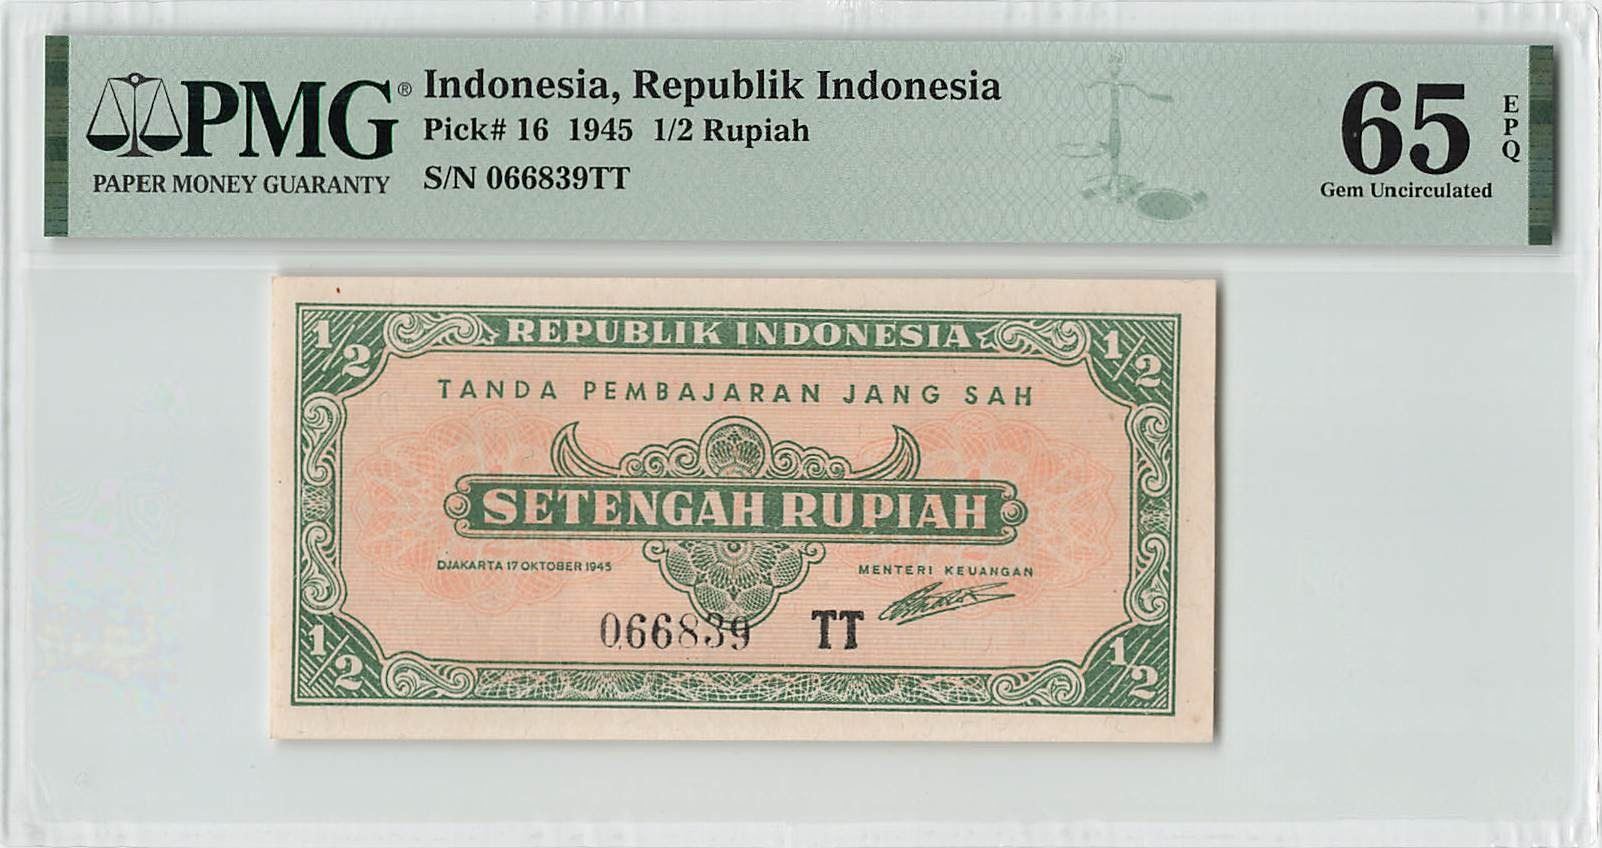 PMG®
PAPER MONEY GUARANTY
Indonesia, Republik Indonesia
Pick# 16 1945 1/2 Rupiah
S/N 066839TT
65
EPQ
Gem Uncirculated
1/2 REPUBLIK INDONESIA 1/2
TANDA PEMBAJARAN JANG SAH
SETENGAH RUPIAH
DJAKARTA 17 OKTOBER 1945
MENTERI KEUANGAN
066839 TT
1/2 1/2